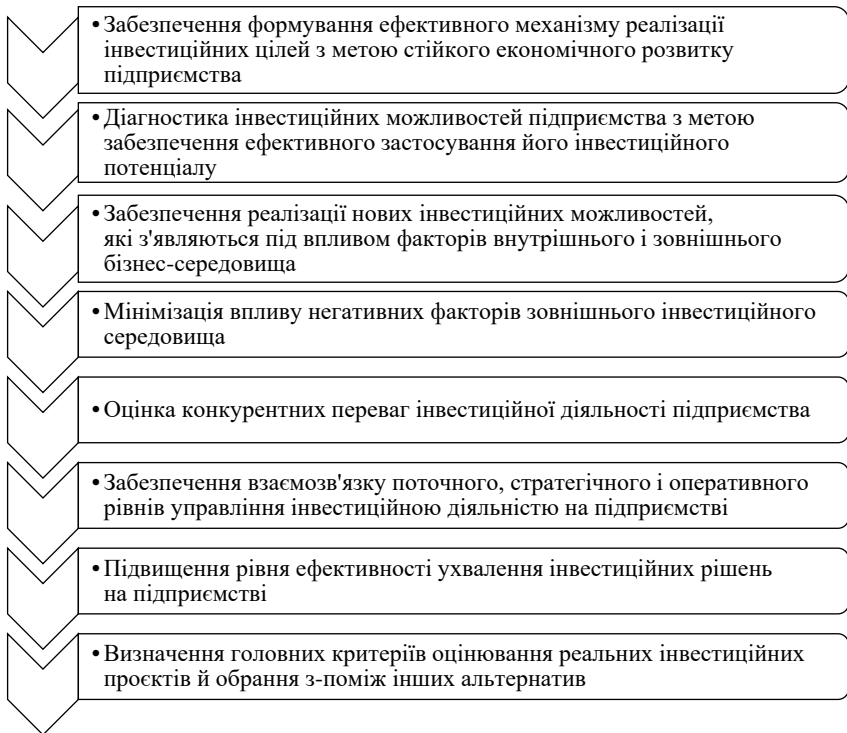 • Забезпечення формування ефективного механізму реалізації
інвестиційних цілей з метою стійкого економічного розвитку
підприємства
• Діагностика інвестиційних можливостей підприємства з метою
забезпечення ефективного застосування його інвестиційного
потенціалу
• Забезпечення реалізації нових інвестиційних можливостей,
які з'являються під впливом факторів внутрішнього і зовнішнього
бізнес-середовища
• Мінімізація впливу негативних факторів зовнішнього інвестиційного
середовища
• Оцінка конкурентних переваг інвестиційної діяльності підприємства
• Забезпечення взаємозв'язку поточного, стратегічного і оперативного
рівнів управління інвестиційною діяльністю на підприємстві
• Підвищення рівня ефективності ухвалення інвестиційних рішень
на підприємстві
• Визначення головних критеріїв оцінювання реальних інвестиційних
проєктів й обрання з-поміж інших альтернатив